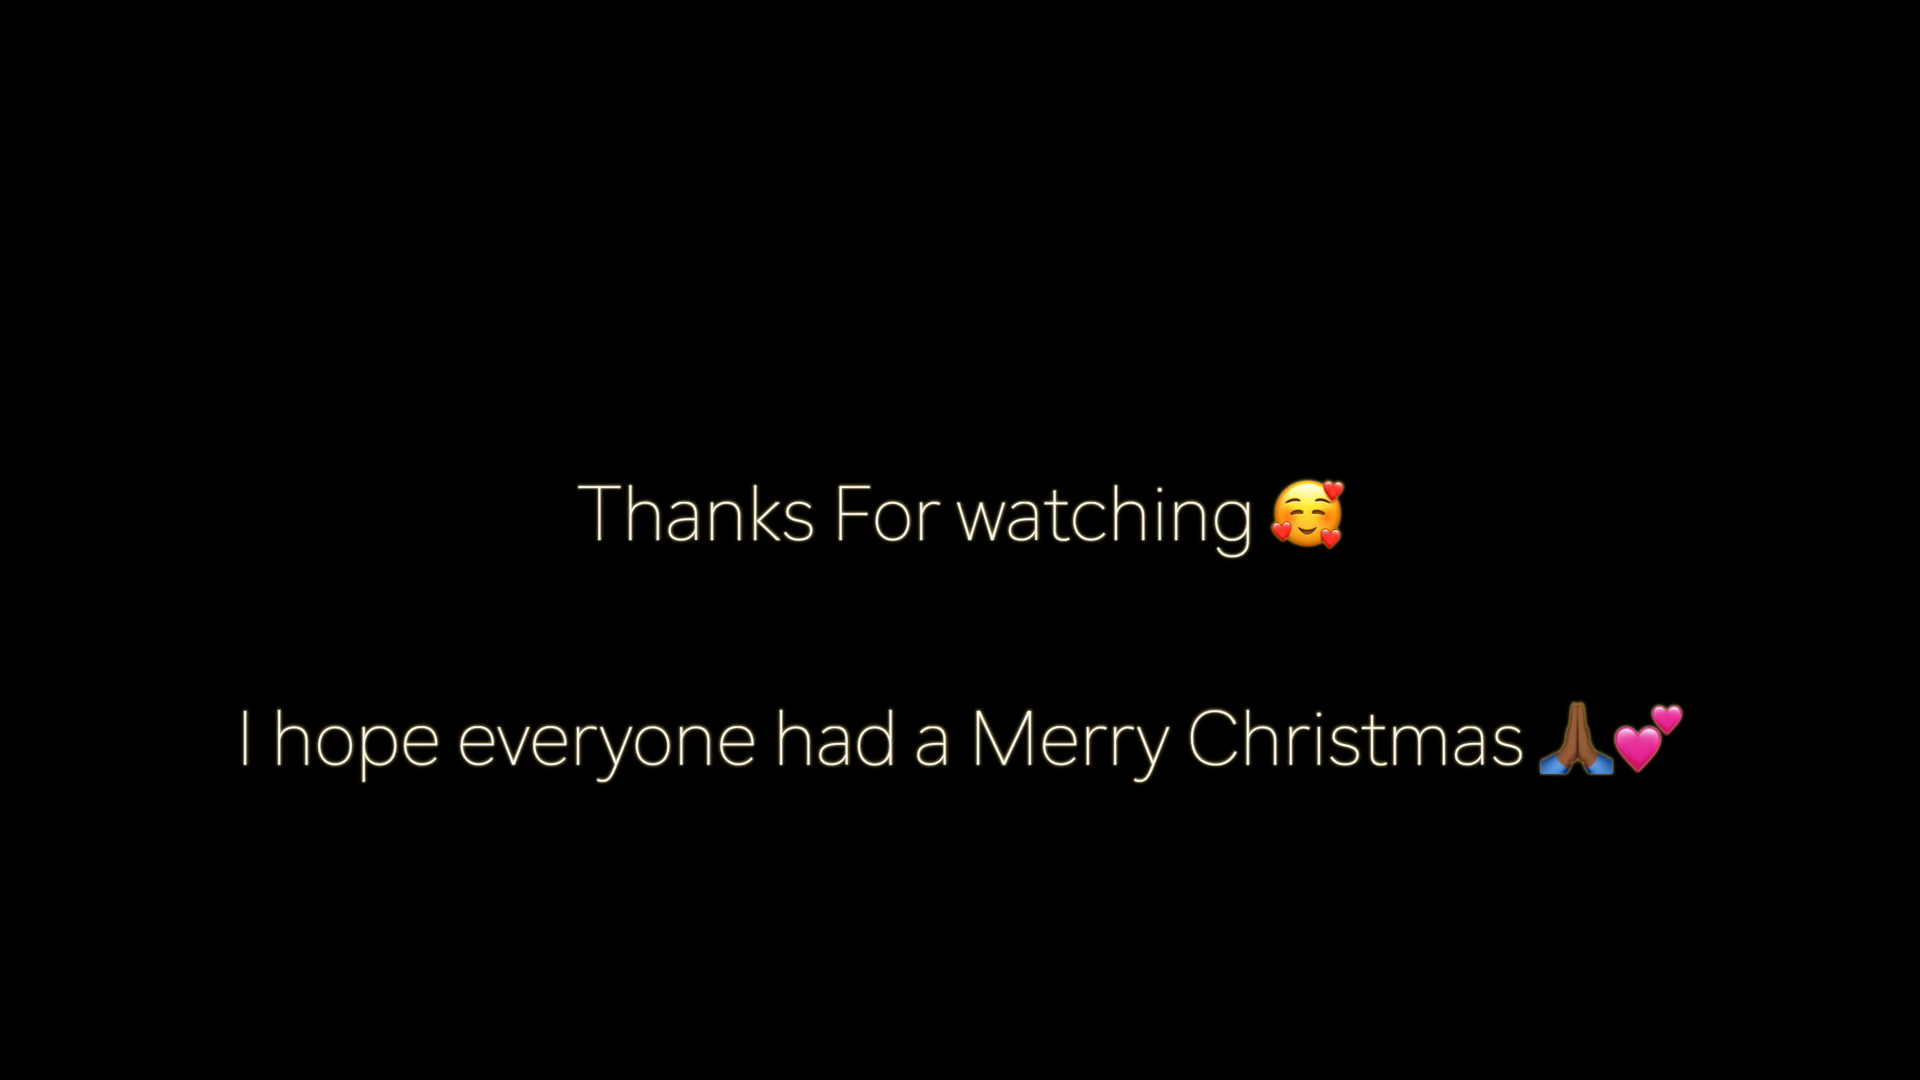 Thanks For watching 🥰
I hope everyone had a Merry Christmas 🙏🏾💕